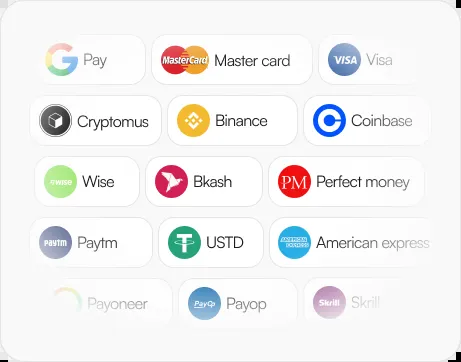 Pay
MasterCard Master card
VISA Visa
Cryptomus
Binance
Coinbase
WISE Wise
Bkash
PM Perfect money
paytm Paytm
USTD
AMERICAN EXPRESS American express
Payoneer
PayOp Payop
Skrill Skrill